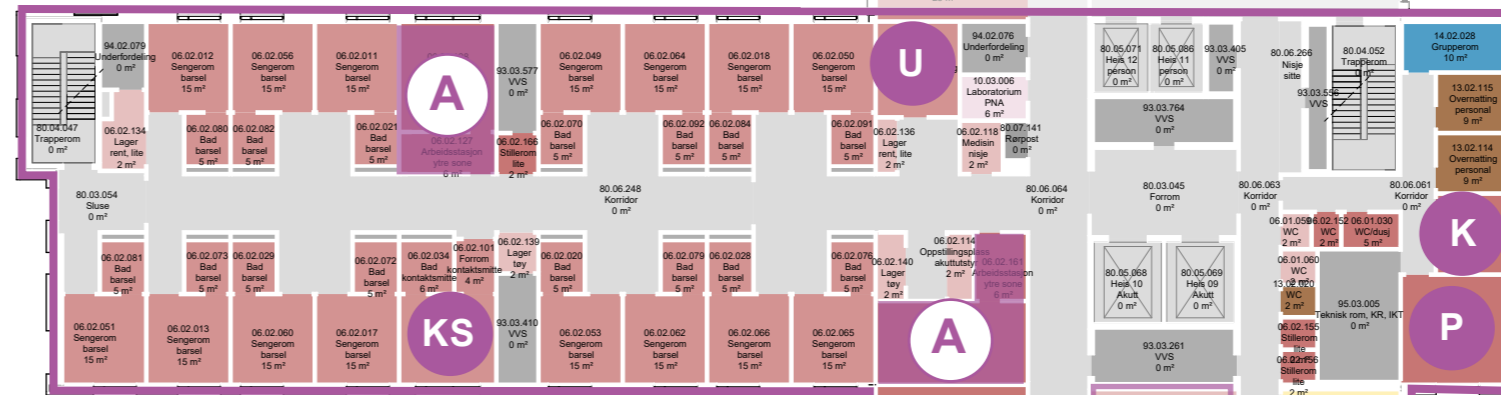 94.02.079
Underfordeling
0 m²
06.02.012
Sengerom
barsel
15 m²
06.02.056
Sengerom
barsel
15 m²
06.02.011
Sengerom
barsel
15 m²
A
93.03.577
VVS
0 m²
06.02.049
Sengerom
barsel
15 m²
06.02.064
Sengerom
barsel
15 m²
06.02.018
Sengerom
barsel
15 m²
06.02.050
Sengerom
barsel
15 m²
U
94.02.076
Underfordeling
0 m²
10.03.006
Laboratorium
PNA
6 m²
80.05.071
Heis 12
person
0 m²
80.05.086
Heis 11
person
0 m²
93.03.405
VVS
0 m²
80.06.266
Nisje
sitte
93.03.556
VVS
80.04.052
Trapperom
0 m²
14.02.028
Grupperom
10 m²
13.02.115
Overnatting
personal
9 m²
80.04.047
Trapperom
0 m²
06.02.134
Lager
rent, lite
2 m²
06.02.080
Bad
barsel
5 m²
06.02.082
Bad
barsel
5 m²
06.02.021
Bad
barsel
5 m²
06.02.127
Arbeidsstasjon
ytre sone
6 m²
06.02.166
Stillerom
lite
2 m²
06.02.070
Bad
barsel
5 m²
06.02.092
Bad
barsel
5 m²
06.02.084
Bad
barsel
5 m²
06.02.091
Bad
barsel
5 m²
06.02.136
Lager
rent, lite
2 m²
06.02.118
Medisin
nisje
2 m²
80.07.141
Rørpost
0 m²
93.03.764
VVS
0 m²
13.02.114
Overnatting
personal
9 m²
80.03.054
Sluse
0 m²
80.06.248
Korridor
0 m²
80.06.064
Korridor
0 m²
80.03.045
Forrom
0 m²
80.06.063
Korridor
0 m²
80.06.061
Korridor
0 m²
K
06.02.081
Bad
barsel
5 m²
06.02.073
Bad
barsel
5 m²
06.02.029
Bad
barsel
5 m²
06.02.072
Bad
barsel
5 m²
06.02.034
Bad
kontaktsmitte
6 m²
06.02.101
Forrom
kontaktsmitte
4 m²
06.02.139
Lager
tøy
2 m²
06.02.020
Bad
barsel
5 m²
06.02.079
Bad
barsel
5 m²
06.02.028
Bad
barsel
5 m²
06.02.076
Bad
barsel
5 m²
06.02.140
Lager
tøy
2 m²
06.02.114
Oppstillingsplass
akuttutstyr
2 m²
06.02.161
Arbeidsstasjon
ytre sone
6 m²
80.05.068
Heis 10
Akutt
0 m²
80.05.069
Heis 09
Akutt
0 m²
06.01.059
WC
2 m²
06.02.152
WC
2 m²
06.01.030
WC/dusj
5 m²
06.01.060
WC
2 m²
13.02.020
WC
2 m²
95.03.005
Teknisk rom, KR, IKT
0 m²
06.02.051
Sengerom
barsel
15 m²
06.02.013
Sengerom
barsel
15 m²
06.02.060
Sengerom
barsel
15 m²
06.02.017
Sengerom
barsel
15 m²
KS
93.03.410
VVS
0 m²
06.02.053
Sengerom
barsel
15 m²
06.02.062
Sengerom
barsel
15 m²
06.02.066
Sengerom
barsel
15 m²
06.02.065
Sengerom
barsel
15 m²
A
93.03.261
VVS
0 m²
06.02.155
Stillerom
lite
2 m²
06.02.156
Stillerom
lite
2 m²
P